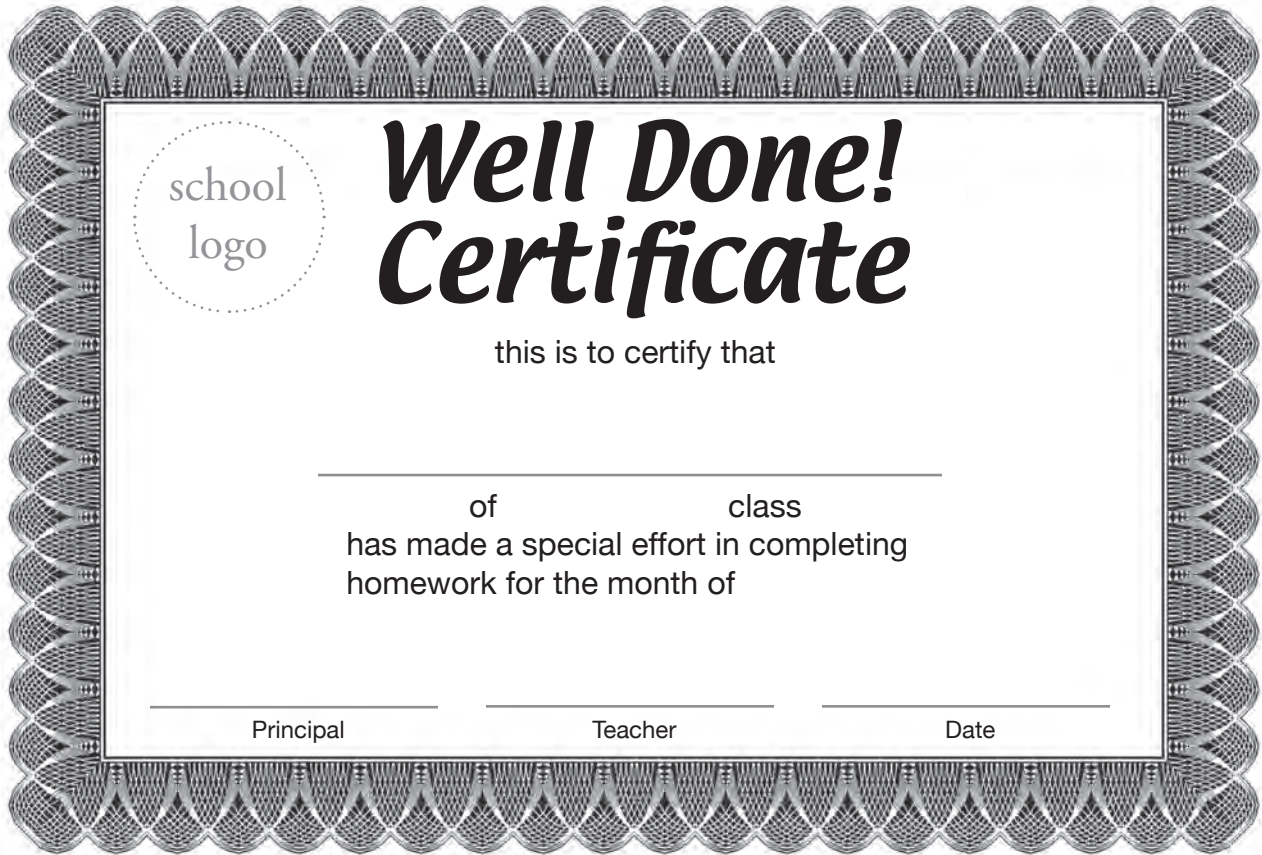 school
logo
Well Done!
Certificate
this is to certify that
of class
has made a special effort in completing
homework for the month of
Principal Teacher Date